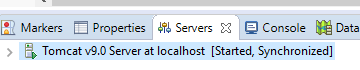 Markers Properties Servers Console Data
Tomcat v9.0 Server at localhost [Started, Synchronized]